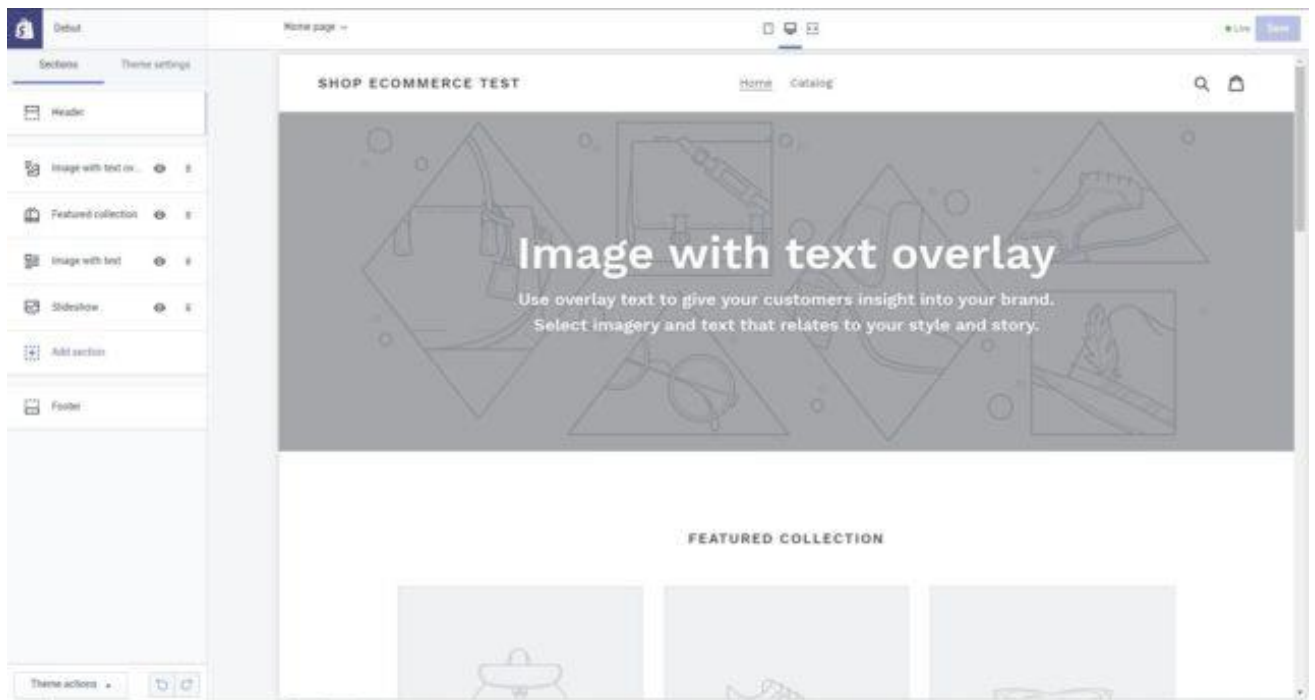 Debut
Home page
Live
Save
Sections
Theme settings
Header
Image with text ov...
Featured collection
Image with text
Slideshow
Add section
Footer
Theme actions
SHOP ECOMMERCE TEST
Home
Catalog
Image with text overlay
Use overlay text to give your customers insight into your brand.
Select imagery and text that relates to your style and story.
FEATURED COLLECTION